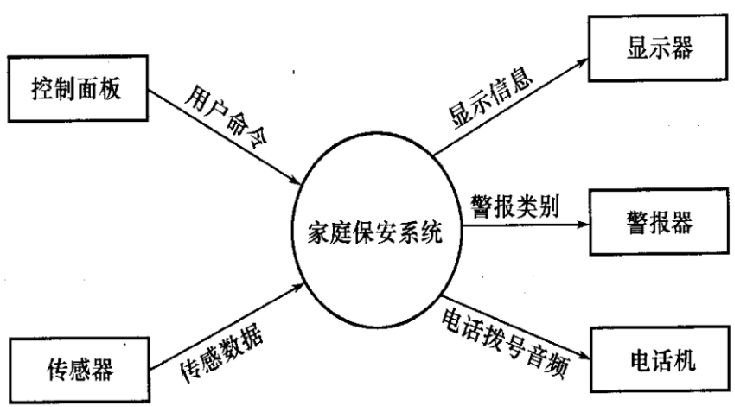 显示器
控制面板
用户命令
显示信息
家庭保安系统
警报类别
警报器
传感器
传感数据
电话拨号音频
电话机